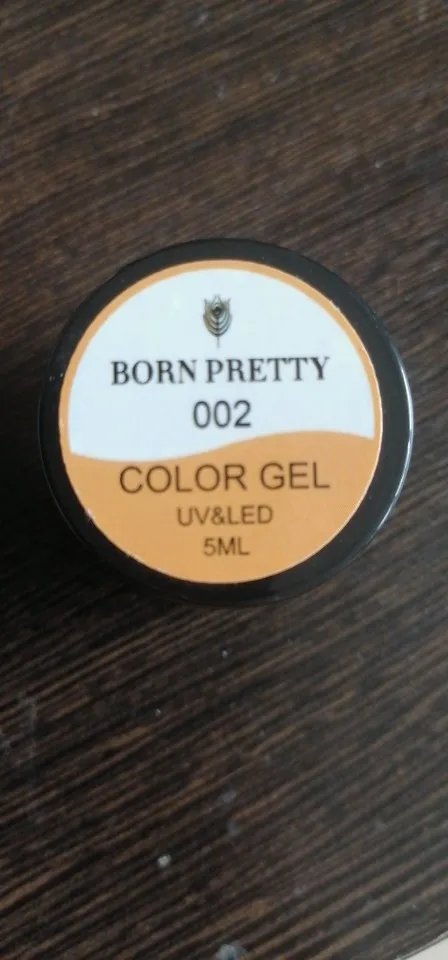 BORN PRETTY
002
COLOR GEL
UV&LED
5ML